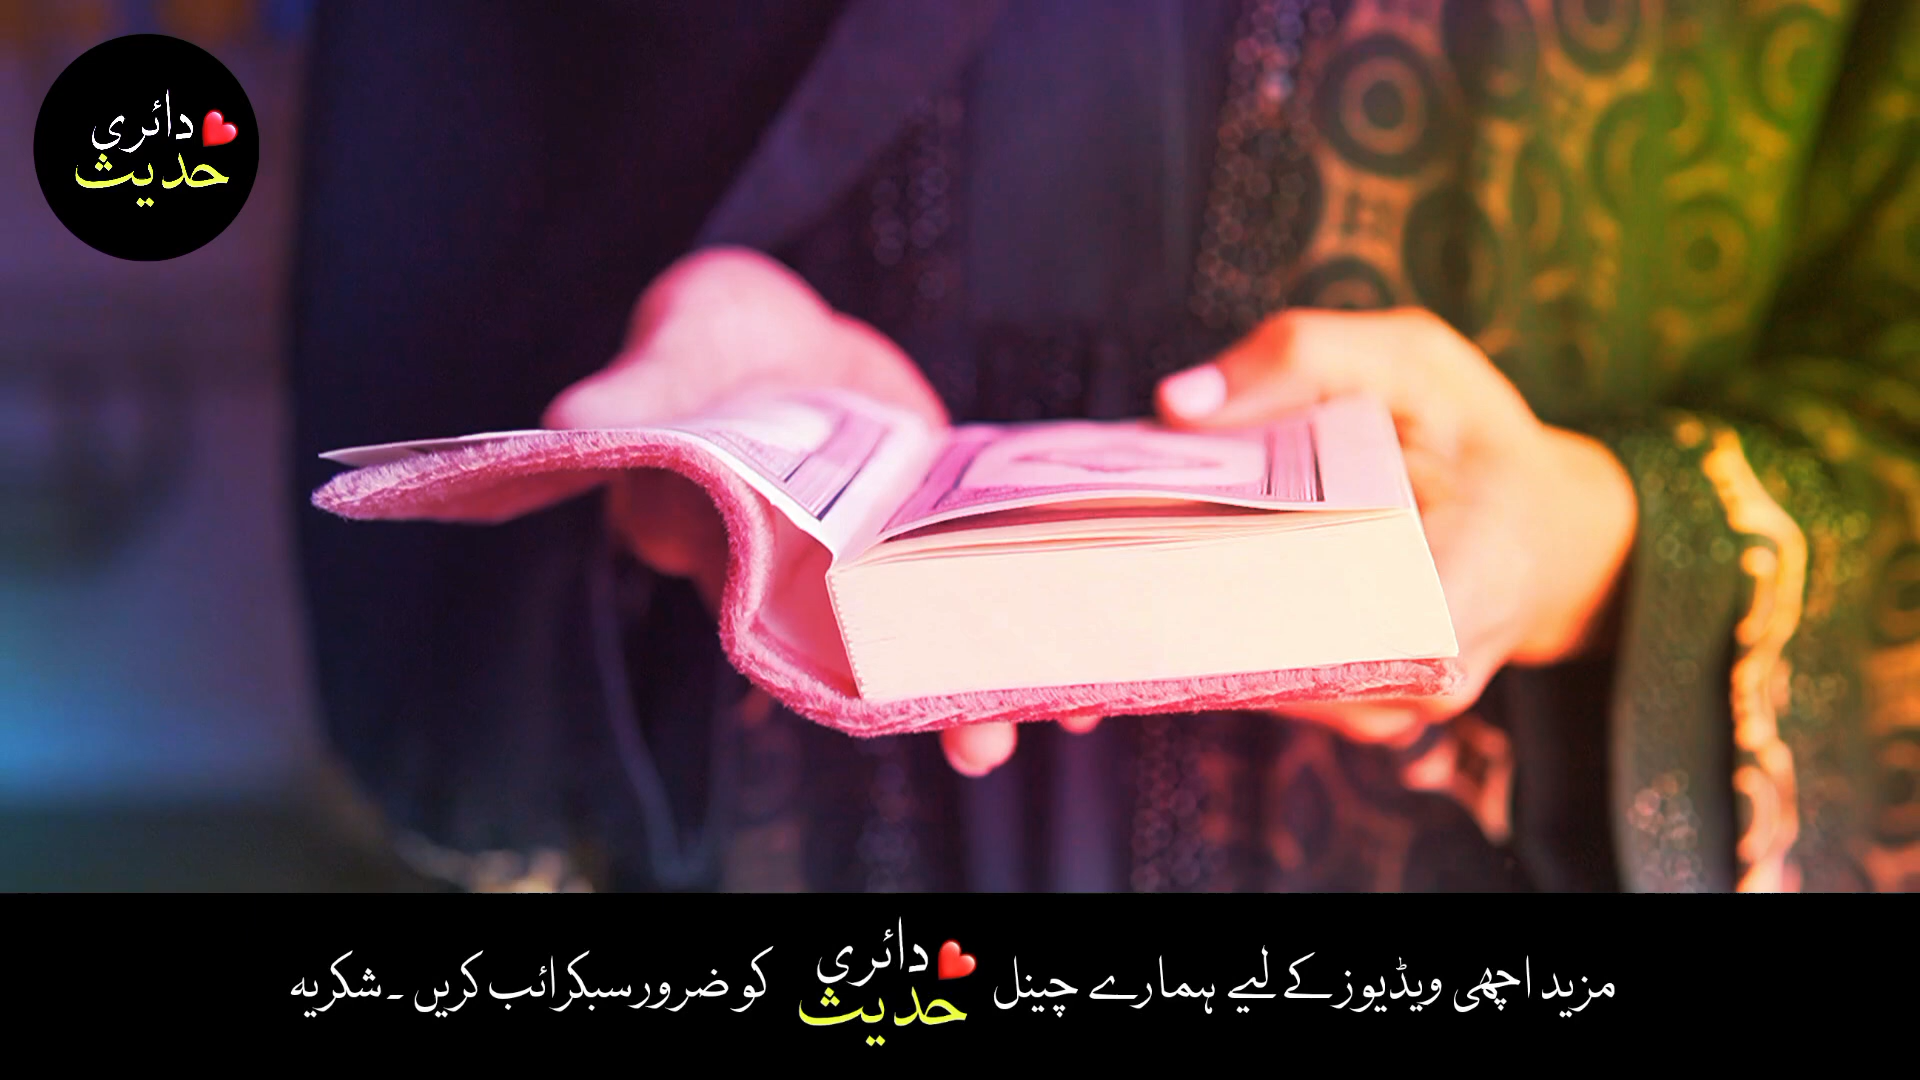 دائری
حدیث
مزید اچھی ویڈیوز کے لیے ہمارے چینل دائری حدیث کو ضرور سبکرائب کریں ۔ شکریہ